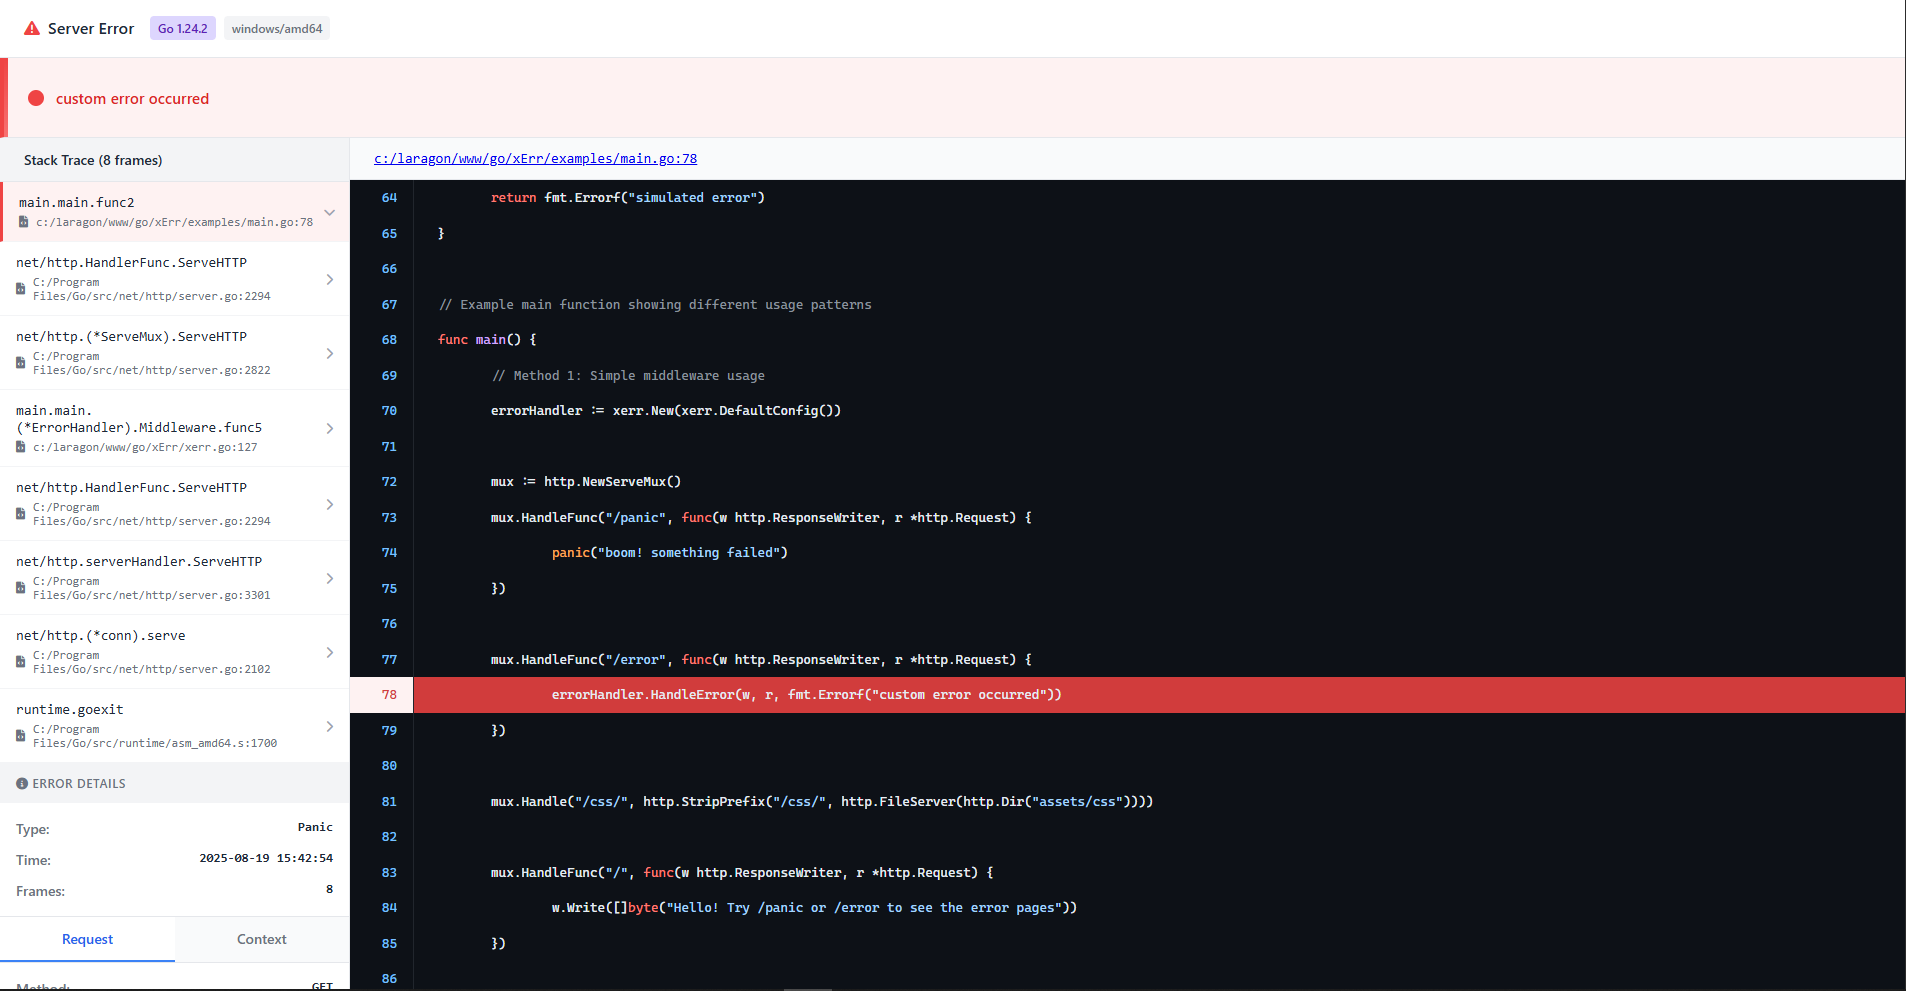 Server Error Go 1.24.2 windows/amd64
custom error occurred
Stack Trace (8 frames)
main.main.func2
c:/laragon/www/go/xErr/examples/main.go:78
net/http.HandlerFunc.ServeHTTP
C:/Program
Files/Go/src/net/http/server.go:2294
net/http.(*ServeMux).ServeHTTP
C:/Program
Files/Go/src/net/http/server.go:2822
main.main.
(*ErrorHandler).Middleware.func5
c:/laragon/www/go/xErr/xerr.go:127
net/http.HandlerFunc.ServeHTTP
C:/Program
Files/Go/src/net/http/server.go:2294
net/http.serverHandler.ServeHTTP
C:/Program
Files/Go/src/net/http/server.go:3301
net/http.(*conn).serve
C:/Program
Files/Go/src/net/http/server.go:2102
runtime.goexit
C:/Program
Files/Go/src/runtime/asm_amd64.s:1700
ERROR DETAILS
Type: Panic
Time: 2025-08-19 15:42:54
Frames: 8
Request Context
Method: GET
c:/laragon/www/go/xErr/examples/main.go:78
64 return fmt.Errorf("simulated error")
65 }
66
67 // Example main function showing different usage patterns
68 func main() {
69 // Method 1: Simple middleware usage
70 errorHandler := xerr.New(xerr.DefaultConfig())
71
72 mux := http.NewServeMux()
73 mux.HandleFunc("/panic", func(w http.ResponseWriter, r *http.Request) {
74 panic("boom! something failed")
75 })
76
77 mux.HandleFunc("/error", func(w http.ResponseWriter, r *http.Request) {
78 errorHandler.HandleError(w, r, fmt.Errorf("custom error occurred"))
79 })
80
81 mux.Handle("/css/", http.StripPrefix("/css/", http.FileServer(http.Dir("assets/css"))))
82
83 mux.HandleFunc("/", func(w http.ResponseWriter, r *http.Request) {
84 w.Write([]byte("Hello! Try /panic or /error to see the error pages"))
85 })
86